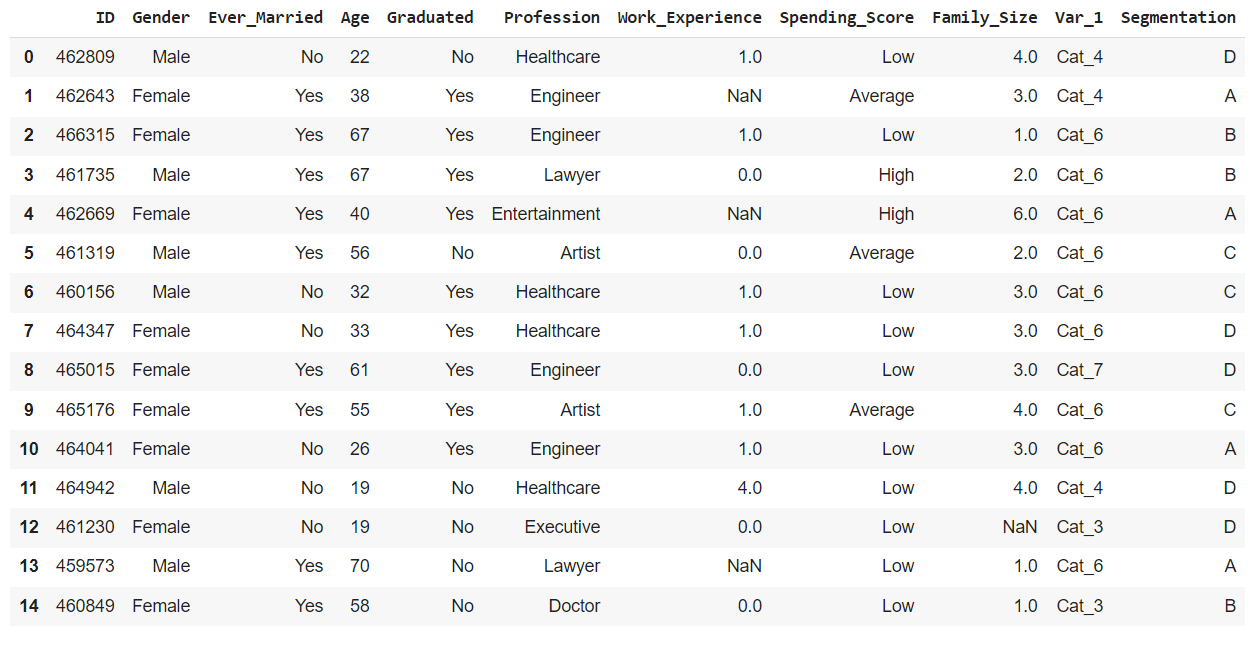 ID Gender Ever_Married Age Graduated Profession Work_Experience Spending_Score Family_Size Var_1 Segmentation
0 462809 Male No 22 No Healthcare 1.0 Low 4.0 Cat_4 D
1 462643 Female Yes 38 Yes Engineer NaN Average 3.0 Cat_4 A
2 466315 Female Yes 67 Yes Engineer 1.0 Low 1.0 Cat_6 B
3 461735 Male Yes 67 Yes Lawyer 0.0 High 2.0 Cat_6 B
4 462669 Female Yes 40 Yes Entertainment NaN High 6.0 Cat_6 A
5 461319 Male Yes 56 No Artist 0.0 Average 2.0 Cat_6 C
6 460156 Male No 32 Yes Healthcare 1.0 Low 3.0 Cat_6 C
7 464347 Female No 33 Yes Healthcare 1.0 Low 3.0 Cat_6 D
8 465015 Female Yes 61 Yes Engineer 0.0 Low 3.0 Cat_7 D
9 465176 Female Yes 55 Yes Artist 1.0 Average 4.0 Cat_6 C
10 464041 Female No 26 Yes Engineer 1.0 Low 3.0 Cat_6 A
11 464942 Male No 19 No Healthcare 4.0 Low 4.0 Cat_4 D
12 461230 Female No 19 No Executive 0.0 Low NaN Cat_3 D
13 459573 Male Yes 70 No Lawyer NaN Low 1.0 Cat_6 A
14 460849 Female Yes 58 No Doctor 0.0 Low 1.0 Cat_3 B